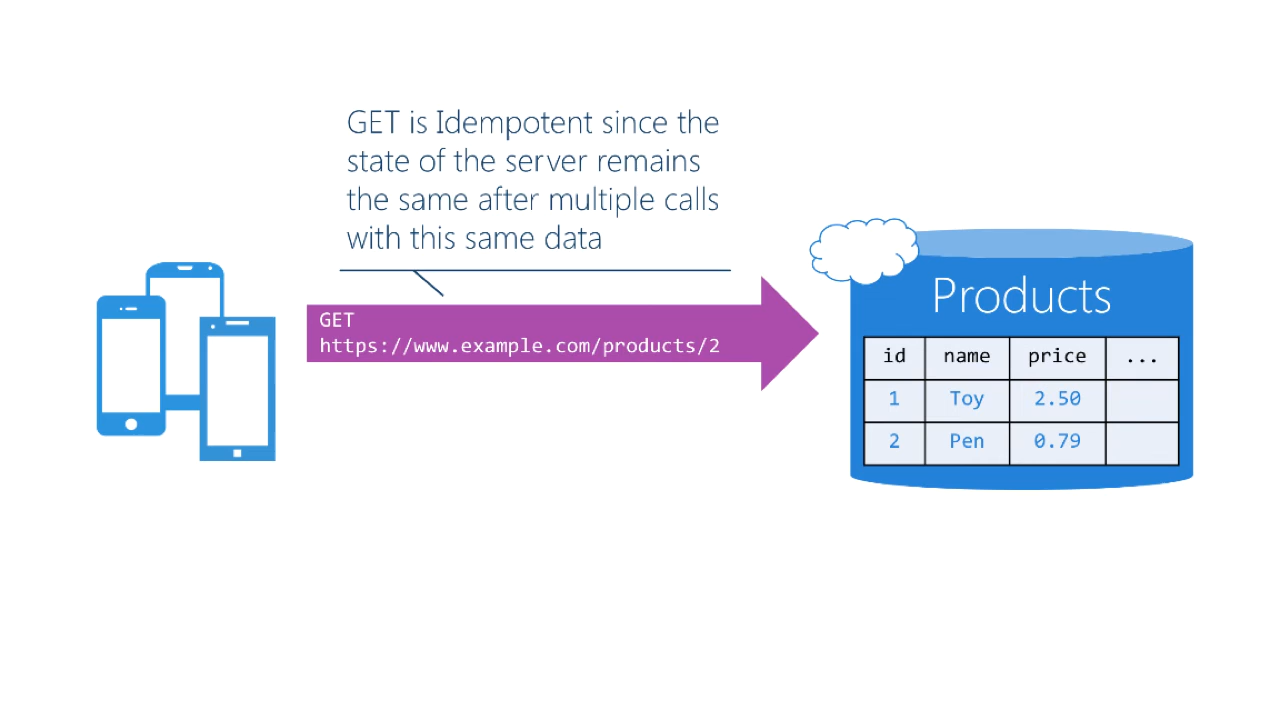 GET is Idempotent since the
state of the server remains
the same after multiple calls
with this same data
GET
https://www.example.com/products/2
Products
id name price ...
1 Toy 2.50
2 Pen 0.79